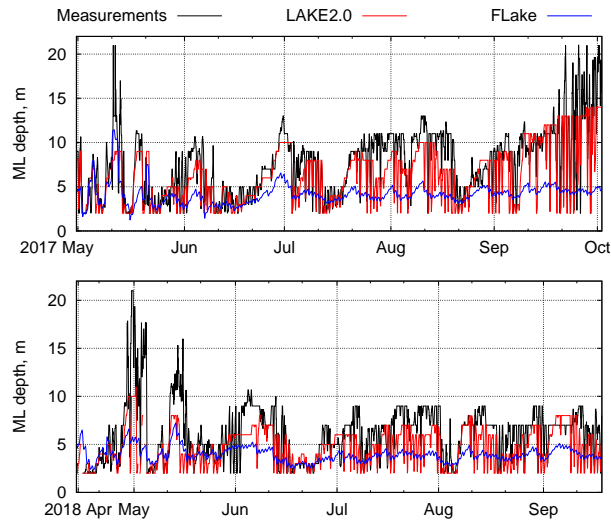 Measurements LAKE2.0 FLake
20
15
10
5
0
ML depth, m
2017 May Jun Jul Aug Sep Oct
20
15
10
5
0
ML depth, m
2018 Apr May Jun Jul Aug Sep